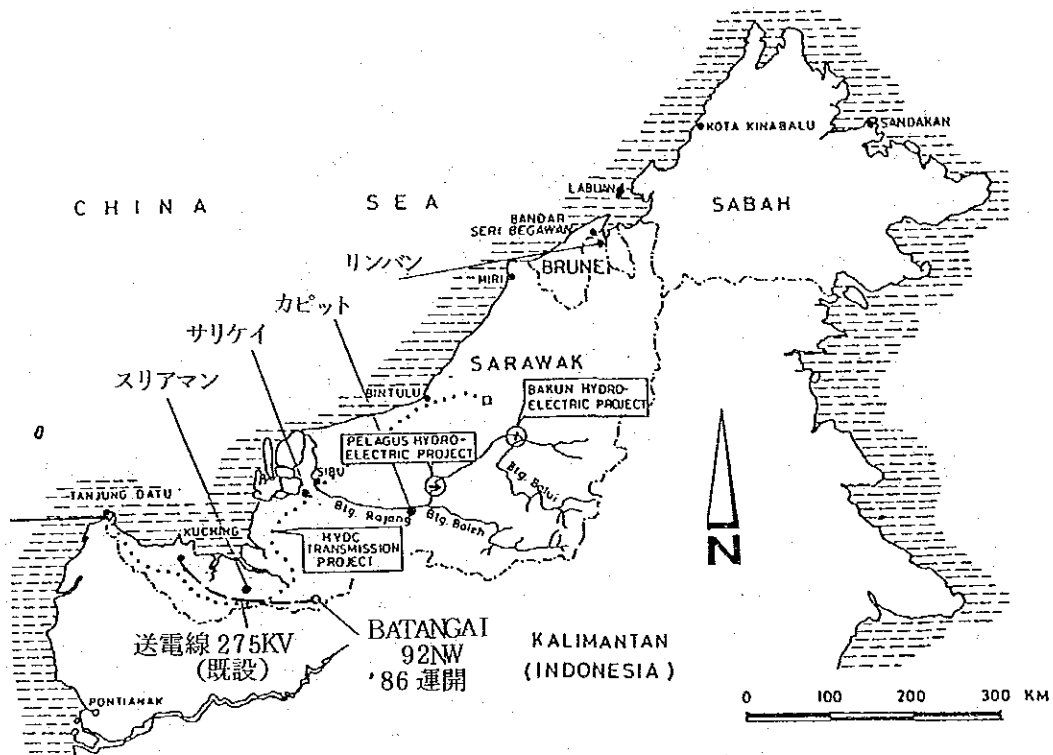 KOTA KINABALU
SANDAKAN
LABUAN
CHINA SEA
SABAH
BANDAR
SERI BEGAWAN
リンバン
BRUNEI
MIRI
カピット
サリケイ
SARAWAK
スリアマン
BINTULU
BAKUN HYDRO-
ELECTRIC PROJECT
PELAGUS HYDRO-
ELECTRIC PROJECT
SIBU
Btg. Balui
TANJUNG DATU
Btg. Rajang
Btg. Baleh
KUCHING
HVDC
TRANSMISSION
PROJECT
N
送電線 275KV
(既設)
BATANGAI
92NW
'86 運開
KALIMANTAN
(INDONESIA)
PONTIANAK
0 100 200 300 KM